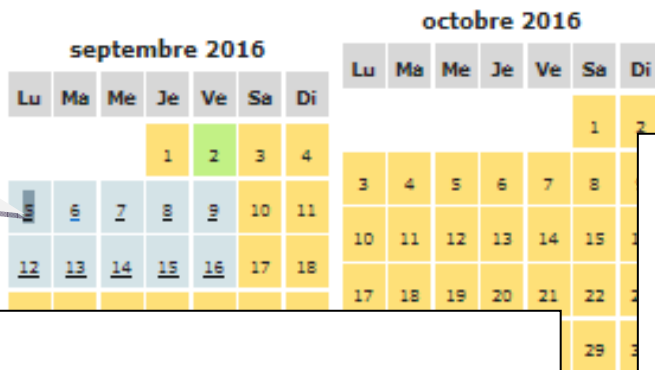 septembre 2016
Lu Ma Me Je Ve Sa Di
1 2 3 4
5 6 7 8 9 10 11
12 13 14 15 16 17 18
octobre 2016
Lu Ma Me Je Ve Sa Di
1 2
3 4 5 6 7 8
10 11 12 13 14 15
17 18 19 20 21 22
29